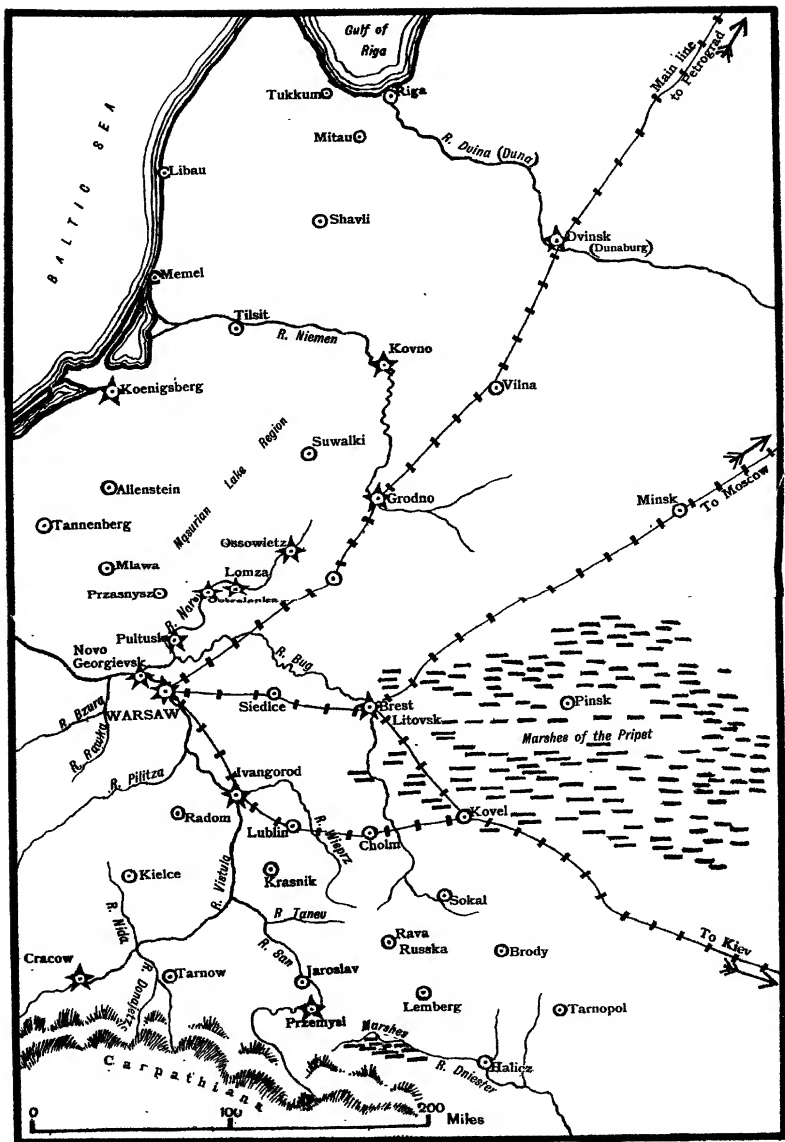 Gulf of
Riga
Main line
to Petrograd
Tukkum
Riga
Mitau
R. Duina (Duna)
BALTIC SEA
Libau
Shavli
Dvinsk
(Dunaburg)
Memel
Tilsit
R. Niemen
Kovno
Koenigsberg
Vilna
Suwalki
Masurian Lake Region
Allenstein
Grodno
Minsk
To Moscow
Tannenberg
Ossowietz
Mlawa
Lomza
Przasnysz
R. Narew
Pultusk
Novo
Georgievsk
R. Bug
WARSAW
Siedlce
Brest
Litovsk
Pinsk
Marshes of the Pripet
R. Bzura
R. Rawka
R. Pilitza
Ivangorod
Radom
Lublin
R. Wieprz
Cholm
Kovel
Kielce
Krasnik
R. Vistula
Sokal
R. Nida
R Tanev
Rava
Russka
Brody
To Kiev
Cracow
R. San
R. Donajetz
Tarnow
Jaroslav
Lemberg
Tarnopol
Przemysl
Marshes
Halicz
R. Dniester
Carpathians
0 100 200 Miles